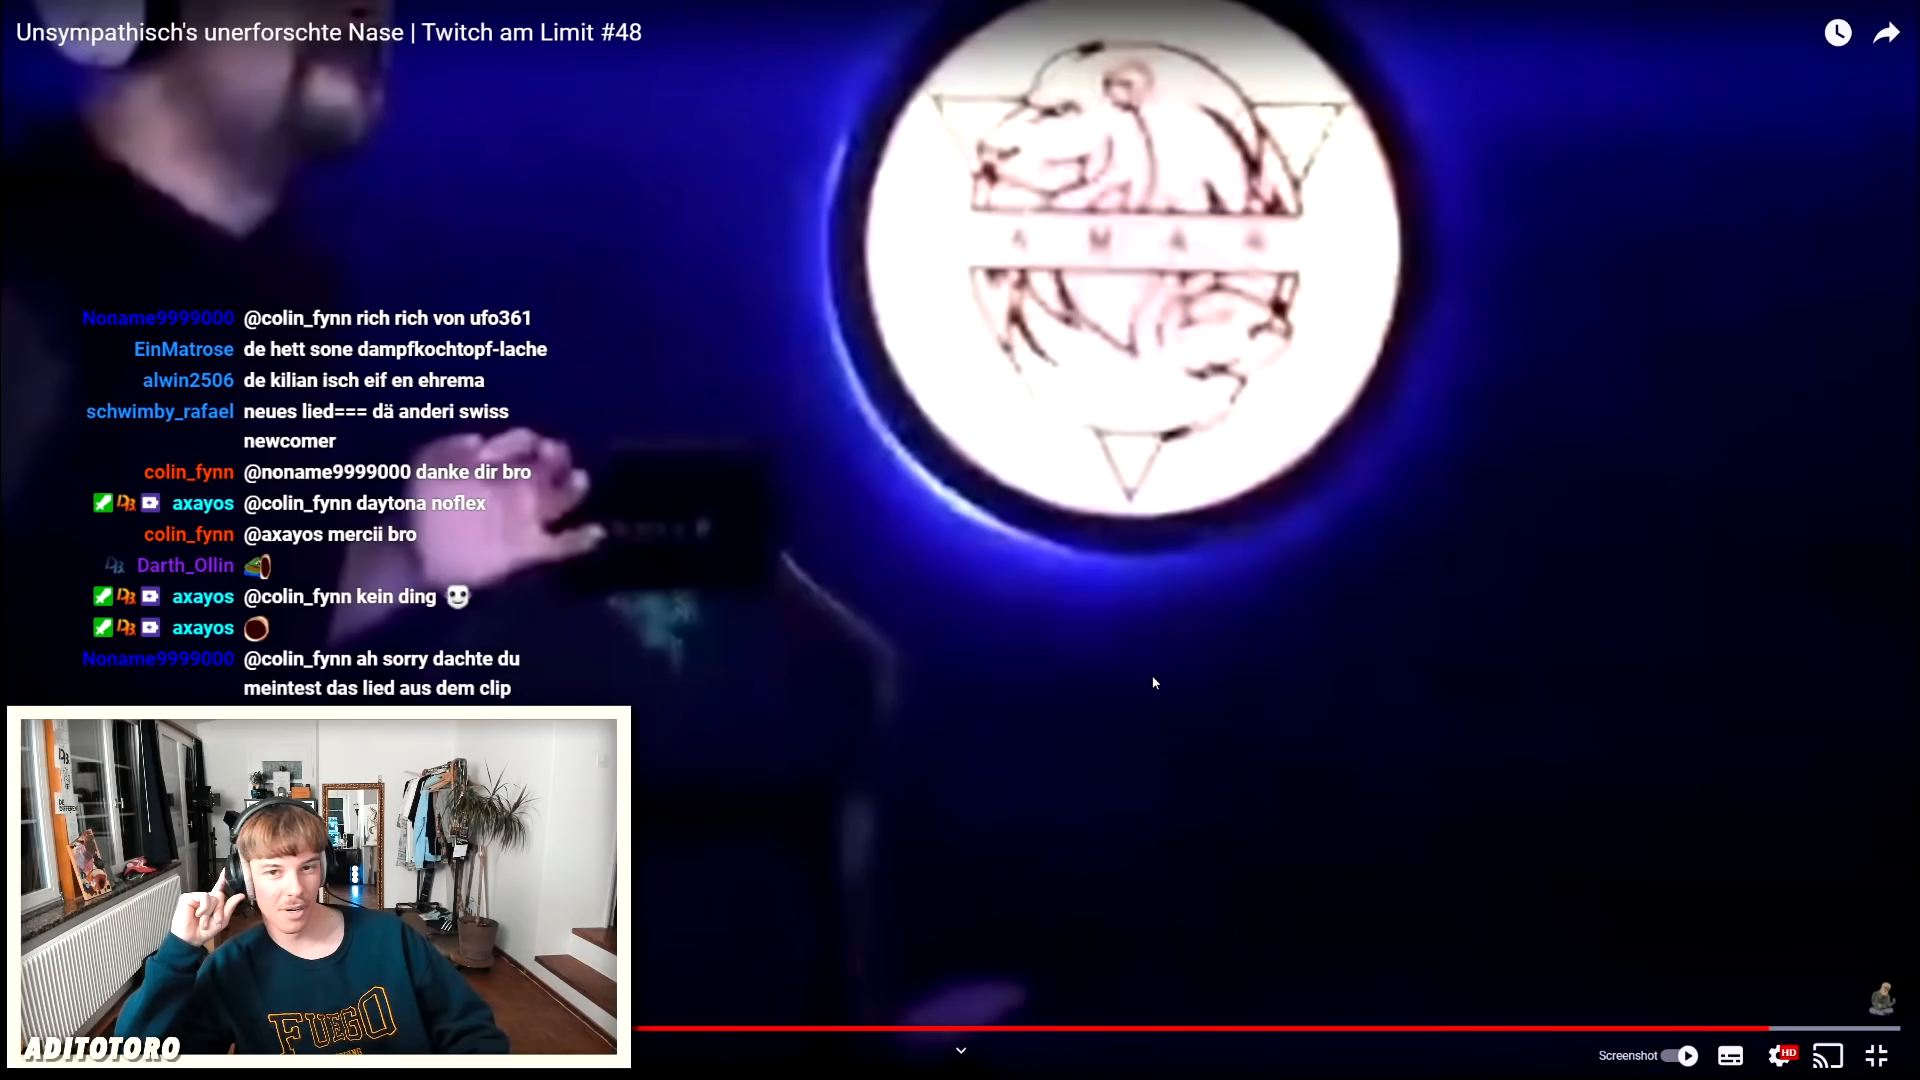 Unsympathisch's unerforschte Nase | Twitch am Limit #48
A M A R
Noname9999000 @colin_fynn rich rich von ufo361
EinMatrose de hett sone dampfkochtopf-lache
alwin2506 de kilian isch eif en ehrema
schwimby_rafael neues lied=== dä anderi swiss
newcomer
colin_fynn @noname9999000 danke dir bro
axayos @colin_fynn daytona noflex
colin_fynn @axayos mercii bro
Darth_Ollin
axayos @colin_fynn kein ding
axayos
Noname9999000 @colin_fynn ah sorry dachte du
meintest das lied aus dem clip
FUEGO
ADITOTORO
Screenshot
HD